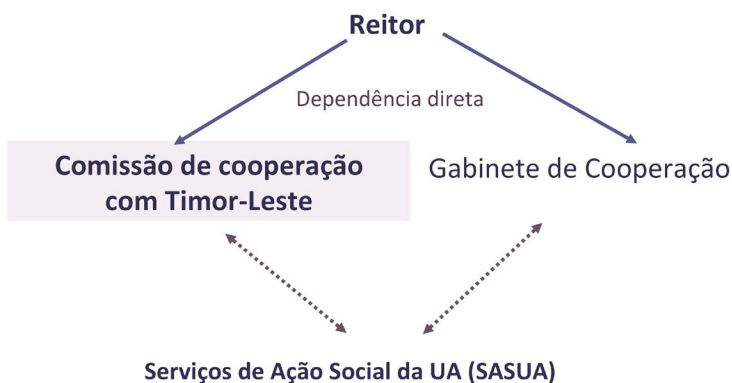 Reitor
Dependência direta
Comissão de cooperação
com Timor-Leste
Gabinete de Cooperação
Serviços de Ação Social da UA (SASUA)